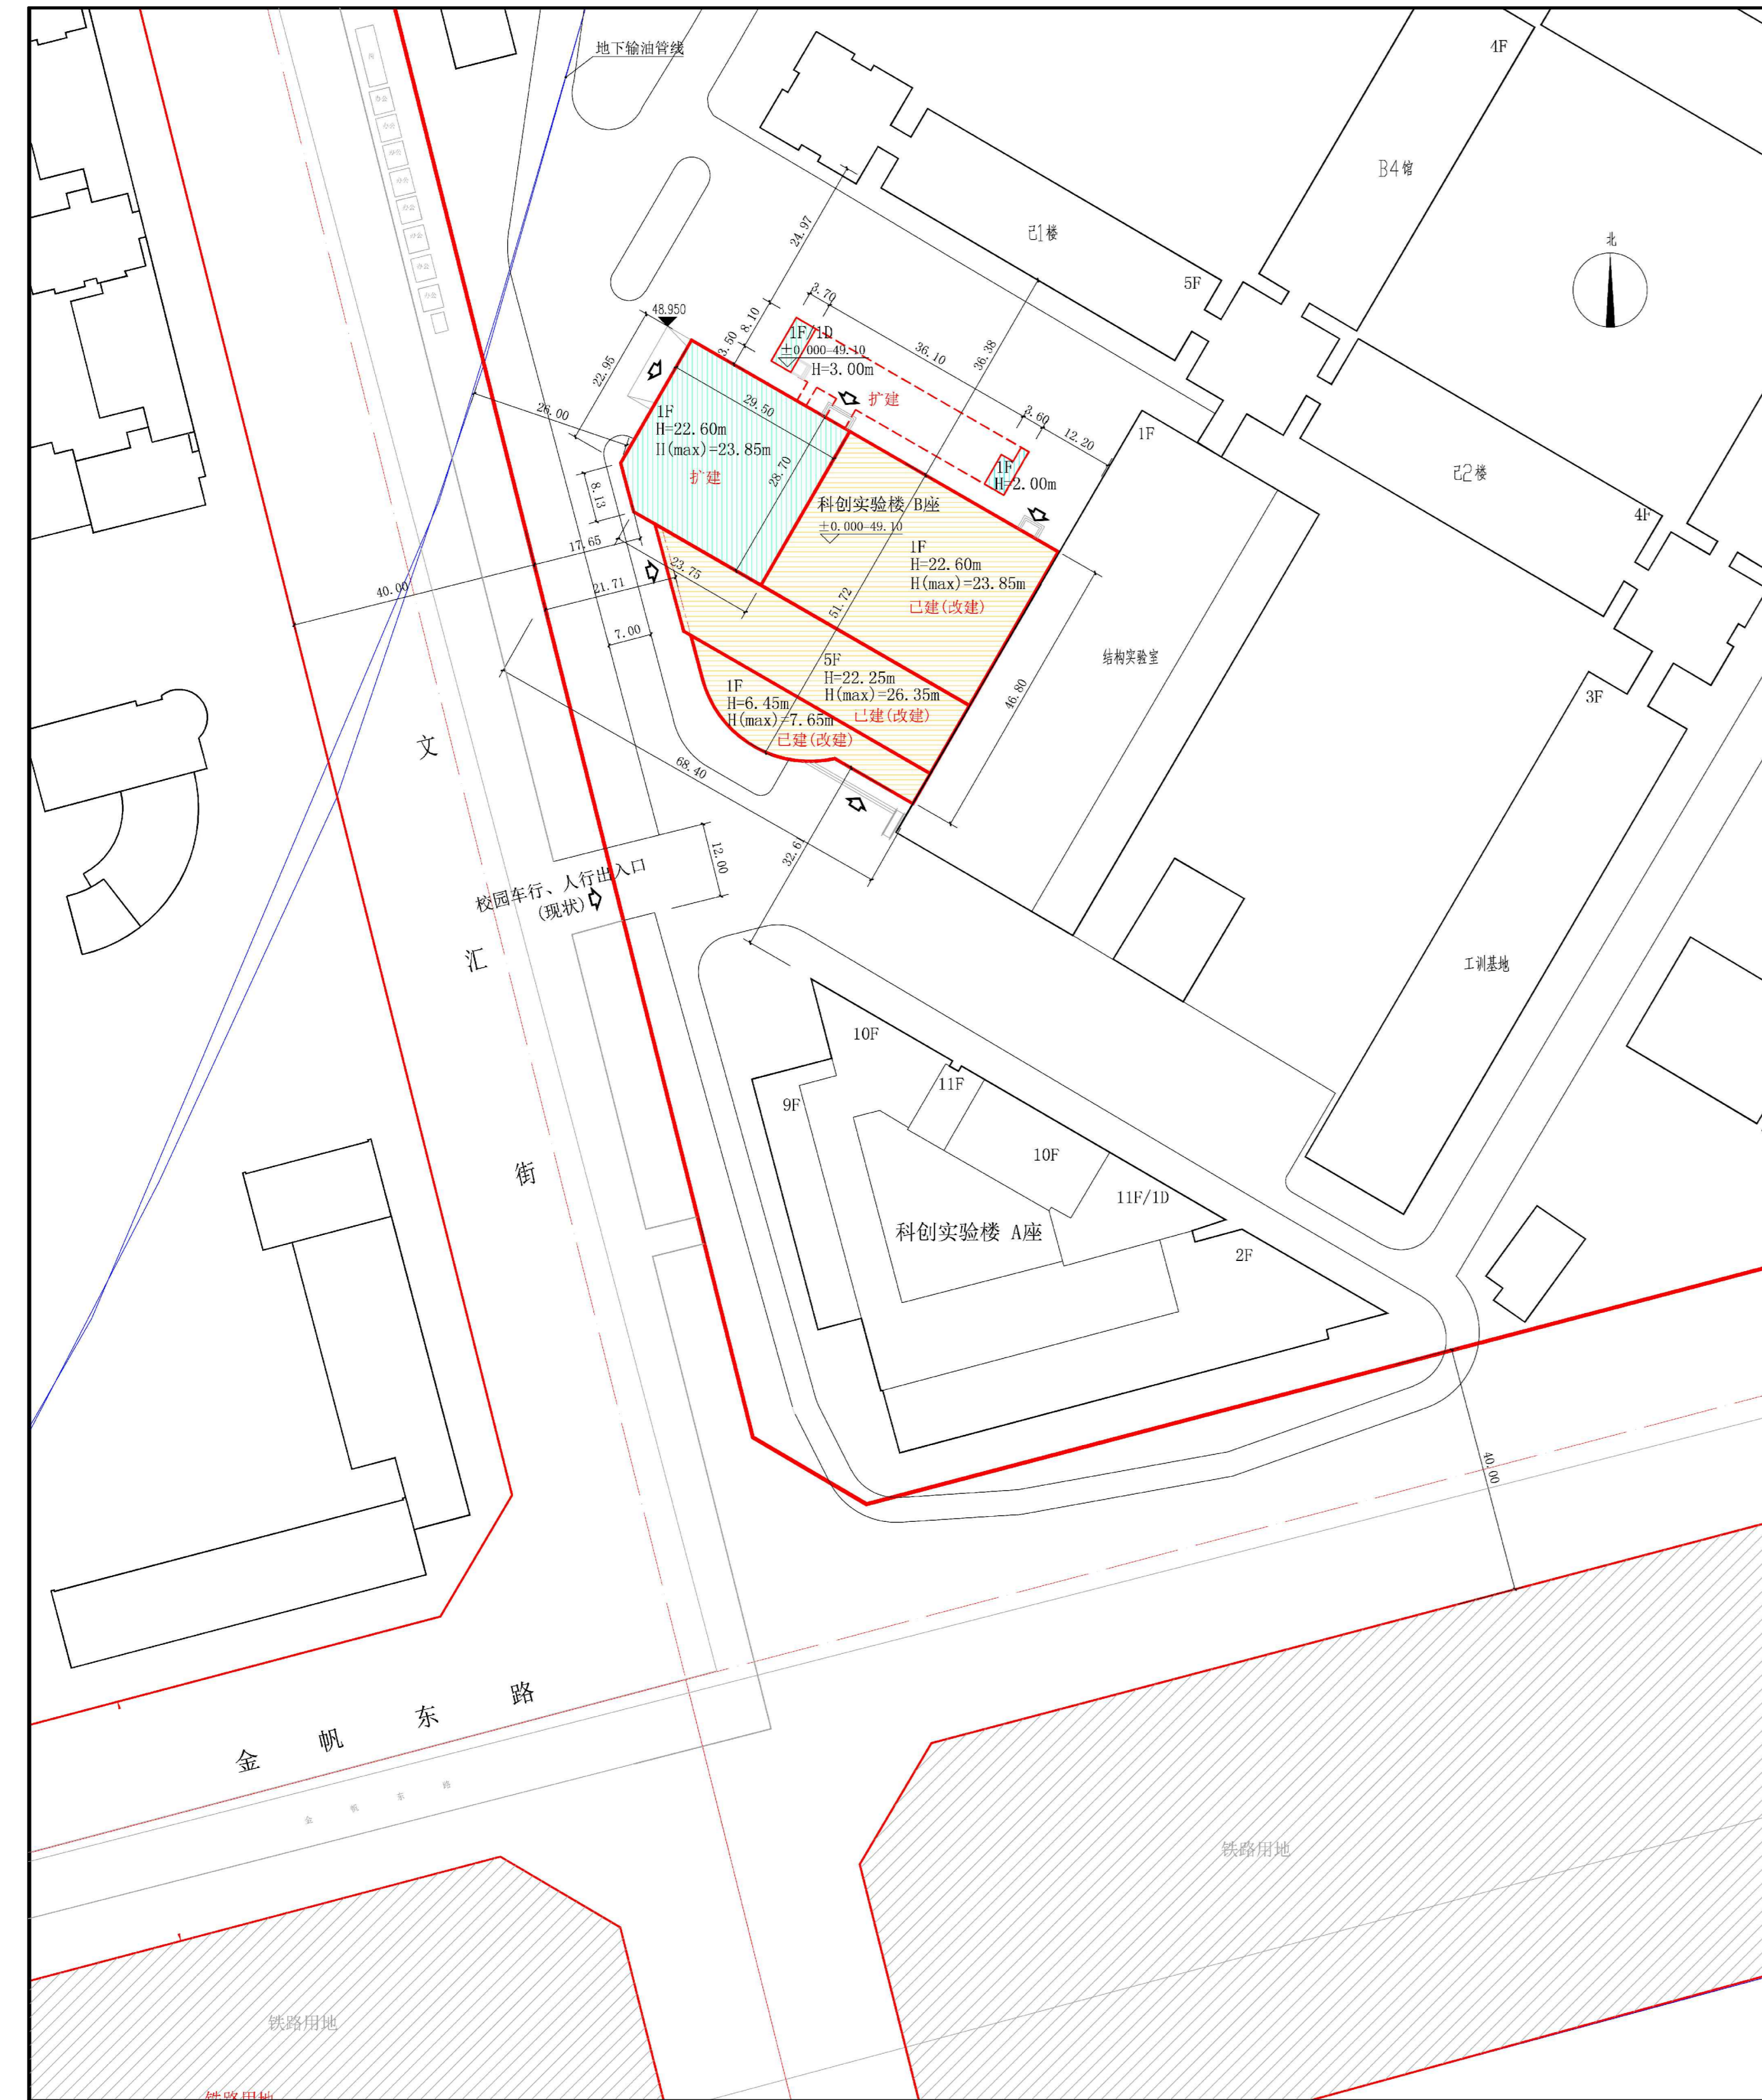 地下输油管线
4F
B4馆
北
己1楼
5F
24.97
3.70
48.950
8.10
3.50
1F/1D
±0.000=49.10
H=3.00m
36.10
36.38
扩建
22.95
26.00
29.50
1F
H=22.60m
H(max)=23.85m
扩建
28.70
3.60
12.20
1F
H=2.00m
1F
己2楼
4F
8.13
科创实验楼 B座
±0.000=49.10
1F
H=22.60m
H(max)=23.85m
已建(改建)
17.65
23.75
40.00
21.71
51.72
7.00
结构实验室
46.80
3F
5F
H=22.25m
H(max)=26.35m
已建(改建)
1F
H=6.45m
H(max)=7.65m
已建(改建)
文
68.40
12.00
32.6
校园车行、人行出入口
(现状)
汇
工训基地
10F
11F
9F
10F
街
11F/1D
科创实验楼 A座
2F
40.00
金 帆 东 路
金 帆 东 路
铁路用地
铁路用地
铁路用地